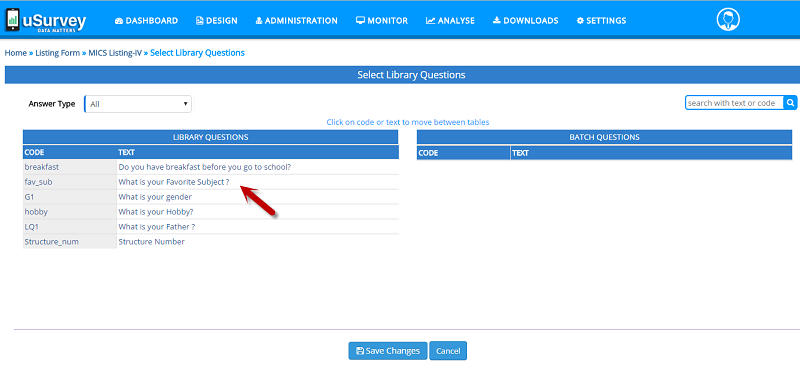 uSurvey
DATA MATTERS
DASHBOARD DESIGN ADMINISTRATION MONITOR ANALYSE DOWNLOADS SETTINGS
Home » Listing Form » MICS Listing-IV » Select Library Questions
Select Library Questions
Answer Type All search with text or code
Click on code or text to move between tables
LIBRARY QUESTIONS BATCH QUESTIONS
CODE TEXT CODE TEXT
breakfast Do you have breakfast before you go to school?
fav_sub What is your Favorite Subject ?
G1 What is your gender
hobby What is your Hobby?
LQ1 What is your Father ?
Structure_num Structure Number
Save Changes Cancel